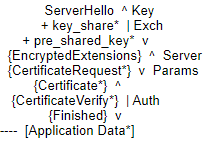 ServerHello ^ Key
+ key_share* | Exch
+ pre_shared_key* v
{EncryptedExtensions} ^ Server
{CertificateRequest*} v Params
{Certificate*} ^
{CertificateVerify*} | Auth
{Finished} v
---- [Application Data*]